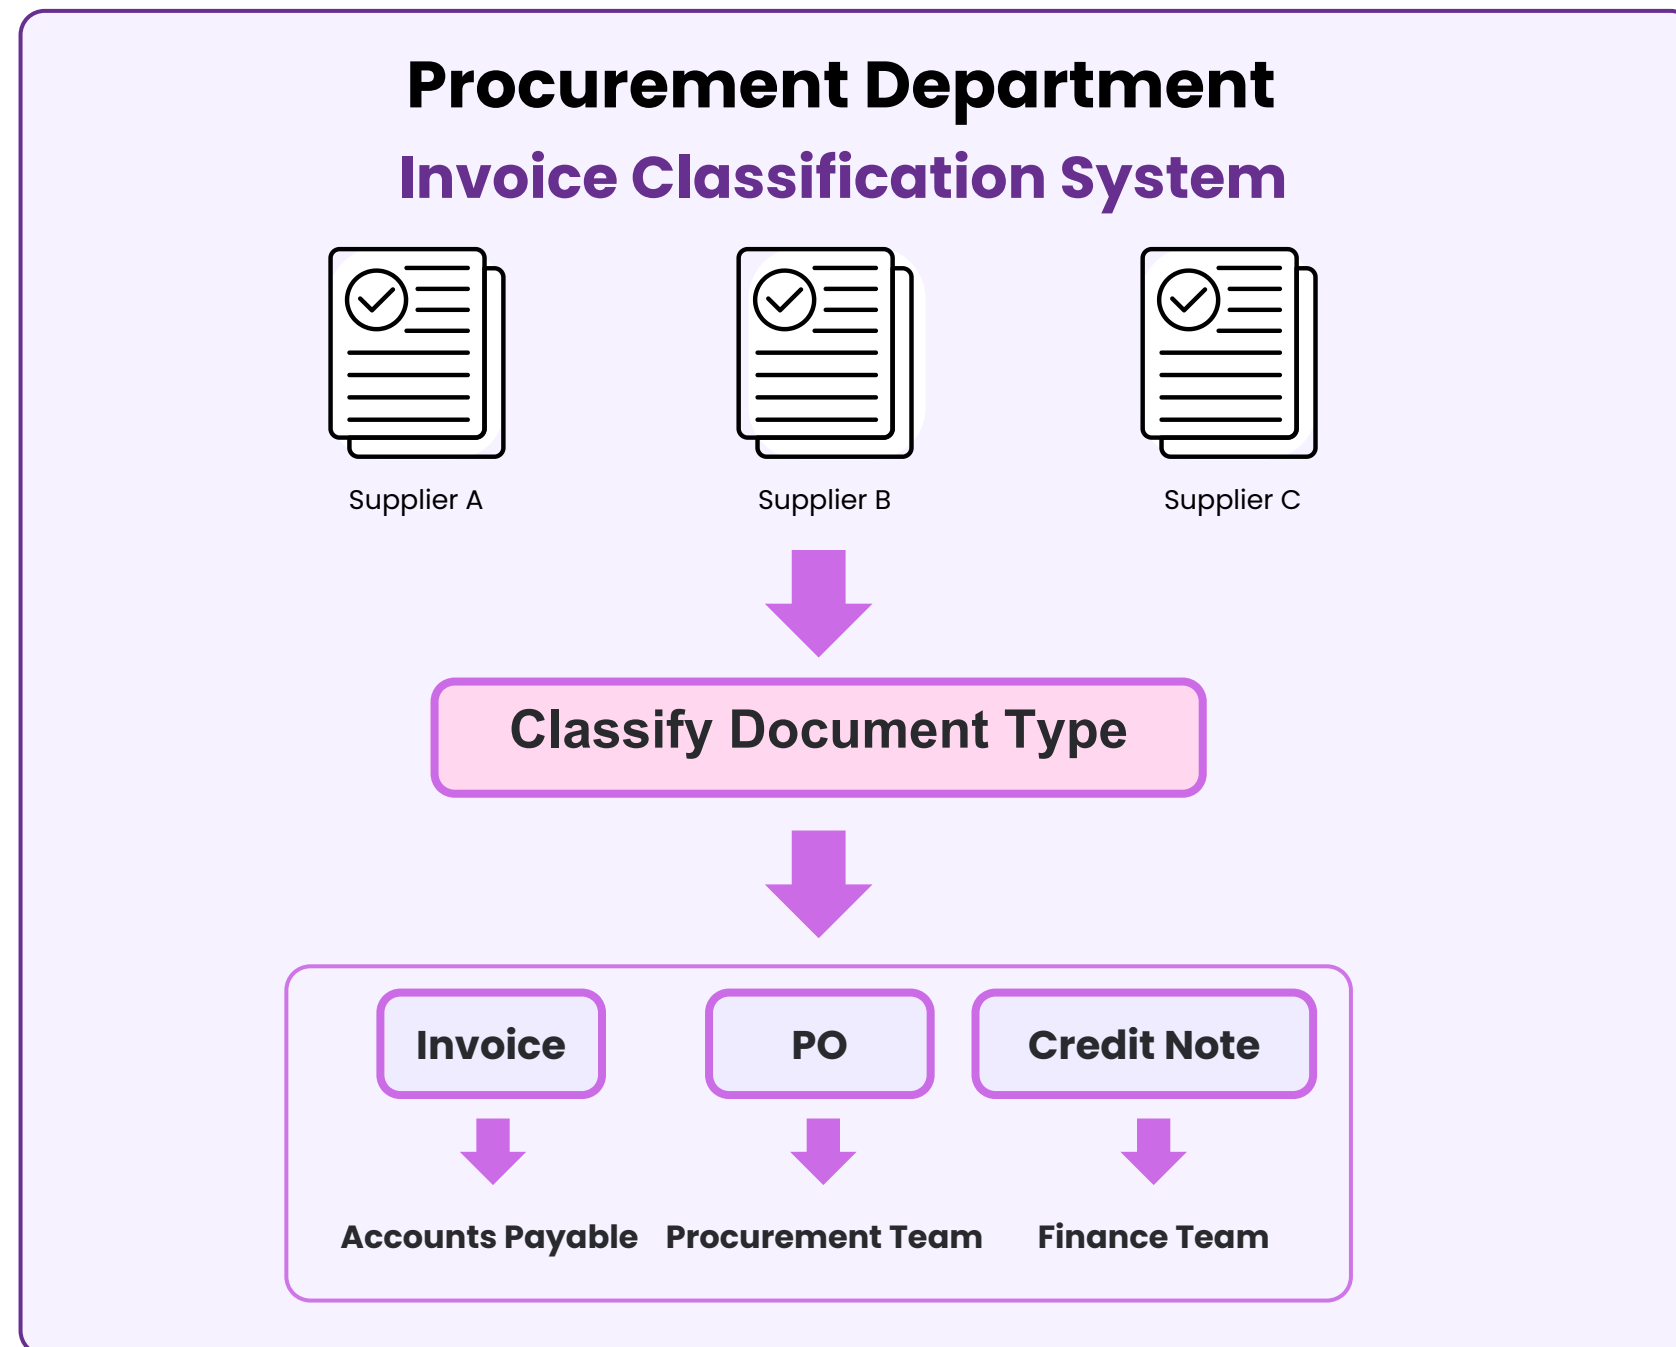 Procurement Department
Invoice Classification System
Supplier A
Supplier B
Supplier C
Classify Document Type
Invoice
PO
Credit Note
Accounts Payable
Procurement Team
Finance Team